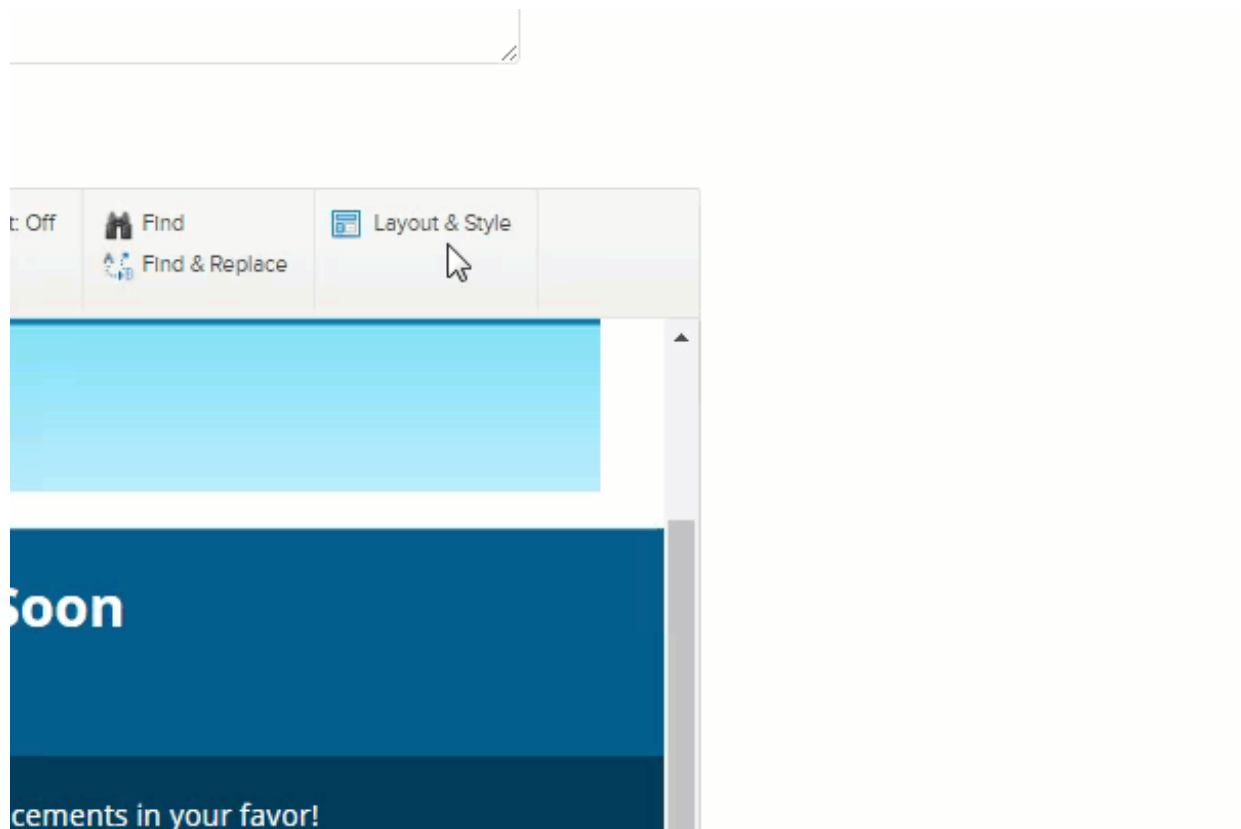 t: Off
Find
Layout & Style
Find & Replace
Soon
cements in your favor!